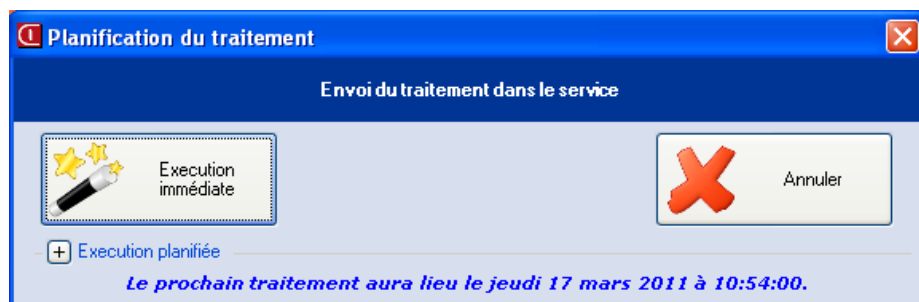 Planification du traitement
Envoi du traitement dans le service
Execution
immédiate
Annuler
Execution planifiée
Le prochain traitement aura lieu le jeudi 17 mars 2011 à 10:54:00.